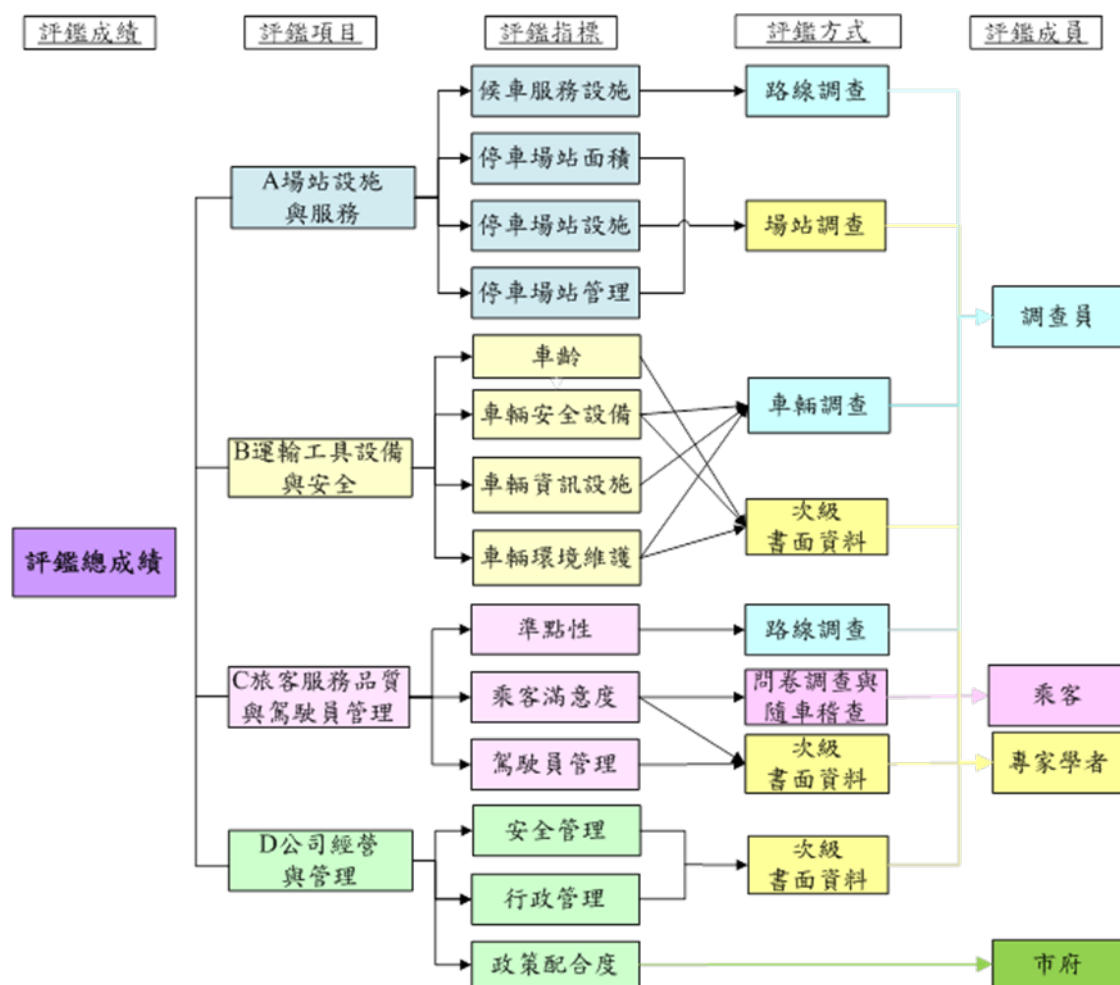 評鑑成績
評鑑項目
評鑑指標
評鑑方式
評鑑成員
評鑑總成績
A場站設施
與服務
候車服務設施
停車場站面積
停車場站設施
停車場站管理
路線調查
場站調查
調查員
B運輸工具設備
與安全
車齡
車輛安全設備
車輛資訊設施
車輛環境維護
車輛調查
次級
書面資料
C旅客服務品質
與駕駛員管理
準點性
乘客滿意度
駕駛員管理
路線調查
問卷調查與
隨車稽查
次級
書面資料
乘客
專家學者
D公司經營
與管理
安全管理
行政管理
政策配合度
次級
書面資料
市府